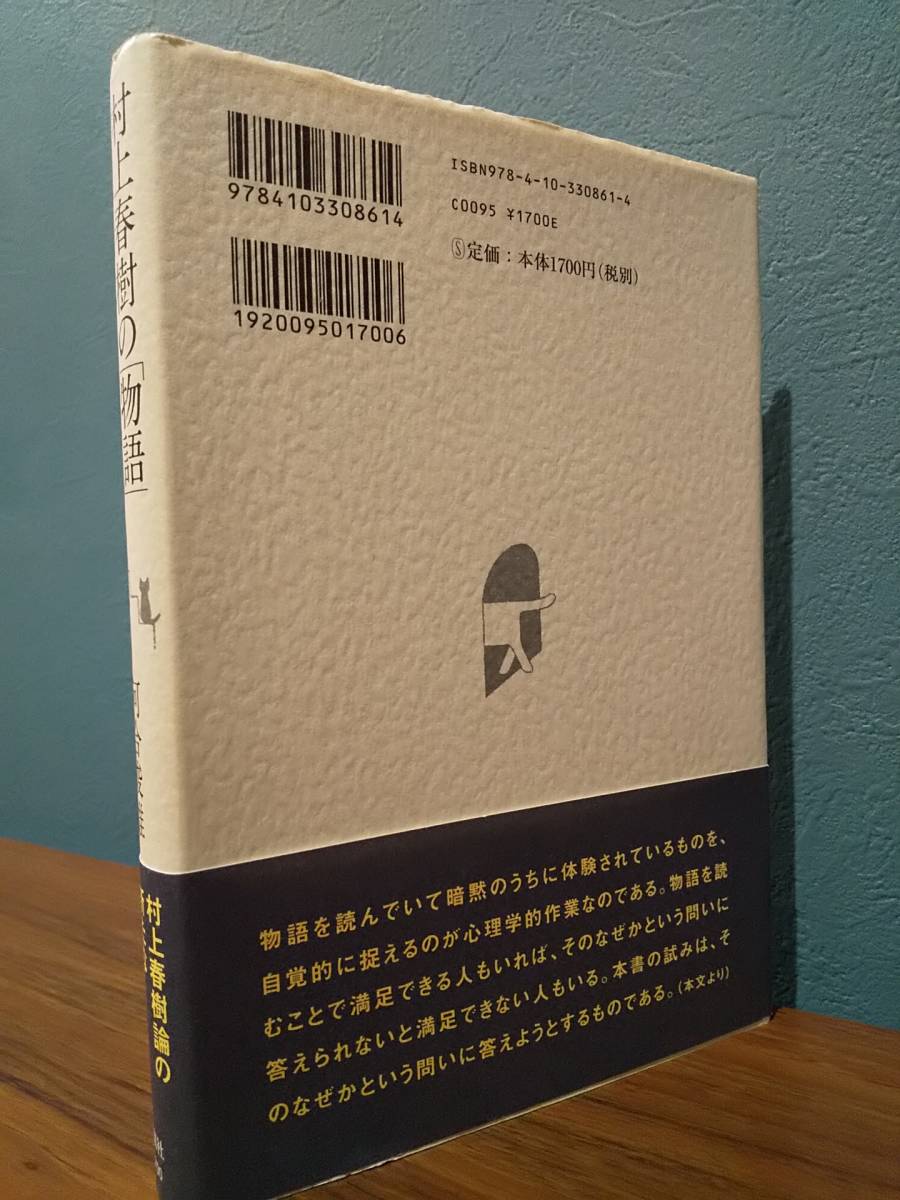 村上春樹の「物語」
村上春樹論の
9784103308614
1920095017006
ISBN978-4-10-330861-4
C0095 ¥1700E
Ⓢ定価：本体1700円（税別）
物語を読んでいて暗黙のうちに体験されているものを、
自覚的に捉えるのが心理学的作業なのである。物語を読
むことで満足できる人もいれば、そのなぜかという問いに
答えられないと満足できない人もいる。本書の試みは、そ
のなぜかという問いに答えようとするものである。（本文より）